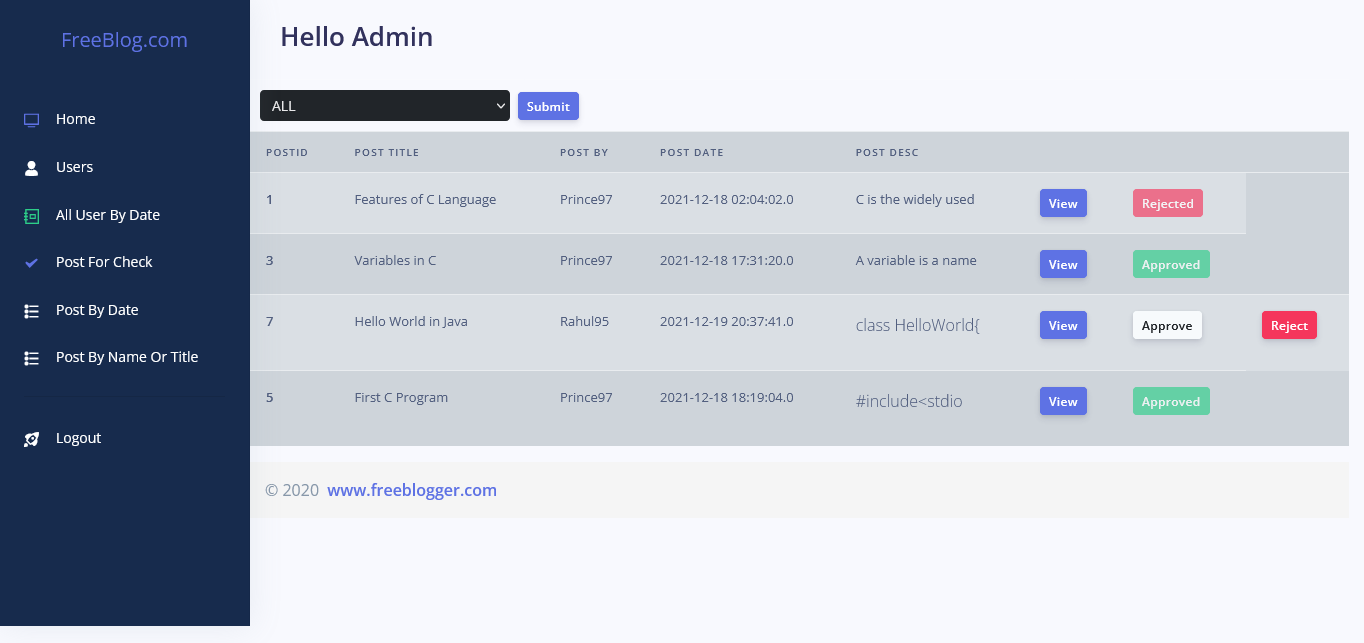 FreeBlog.com
Home
Users
All User By Date
Post For Check
Post By Date
Post By Name Or Title
Logout
Hello Admin
ALL Submit
POSTID POST TITLE POST BY POST DATE POST DESC
1 Features of C Language Prince97 2021-12-18 02:04:02.0 C is the widely used View Rejected
3 Variables in C Prince97 2021-12-18 17:31:20.0 A variable is a name View Approved
7 Hello World in Java Rahul95 2021-12-19 20:37:41.0 class HelloWorld{ View Approve Reject
5 First C Program Prince97 2021-12-18 18:19:04.0 #include<stdio View Approved
© 2020 www.freeblogger.com